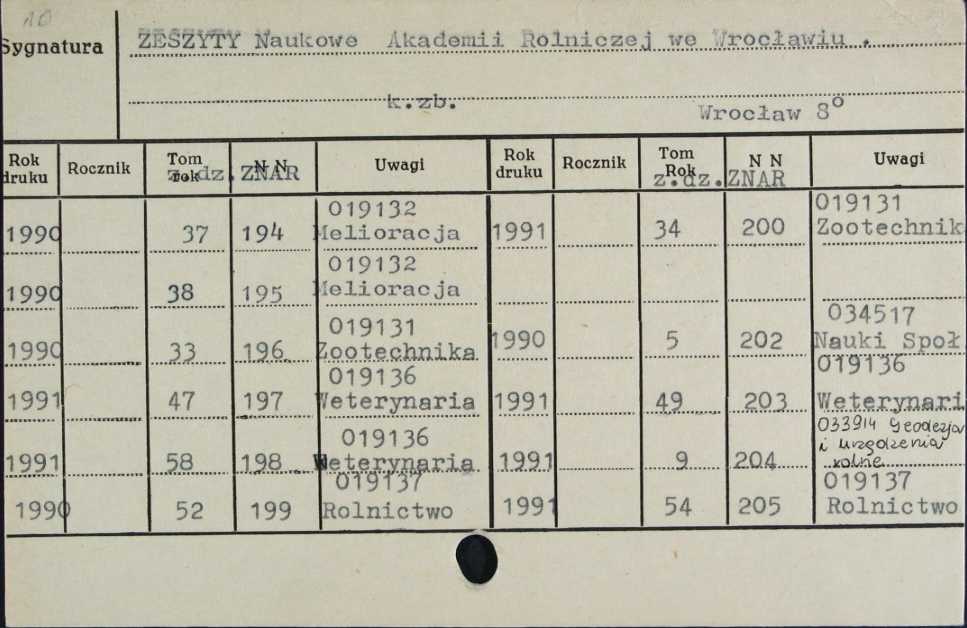 10
Sygnatura
ZESZYTY Naukowe Akademii Rolniczej we Wrocławiu .
k.zb.
Wrocław 8°
Rok druku Rocznik Tom rok z.dz. N N ZNAR Uwagi Rok druku Rocznik Tom Rok z.dz. N N ZNAR Uwagi
019132 019131
1990 37 194 Melioracja 1991 34 200 Zootechnik
019132
1990 38 195 Melioracja
019131 034517
1990 33 196 Zootechnika 1990 5 202 Nauki Społ
019136 019136
1991 47 197 Weterynaria 1991 49 203 Weterynari
019136 033914 Geodezja i urządzenia rolne
1991 58 198 Weterynaria 1991 9 204
019137 019137
1990 52 199 Rolnictwo 1991 54 205 Rolnictwo